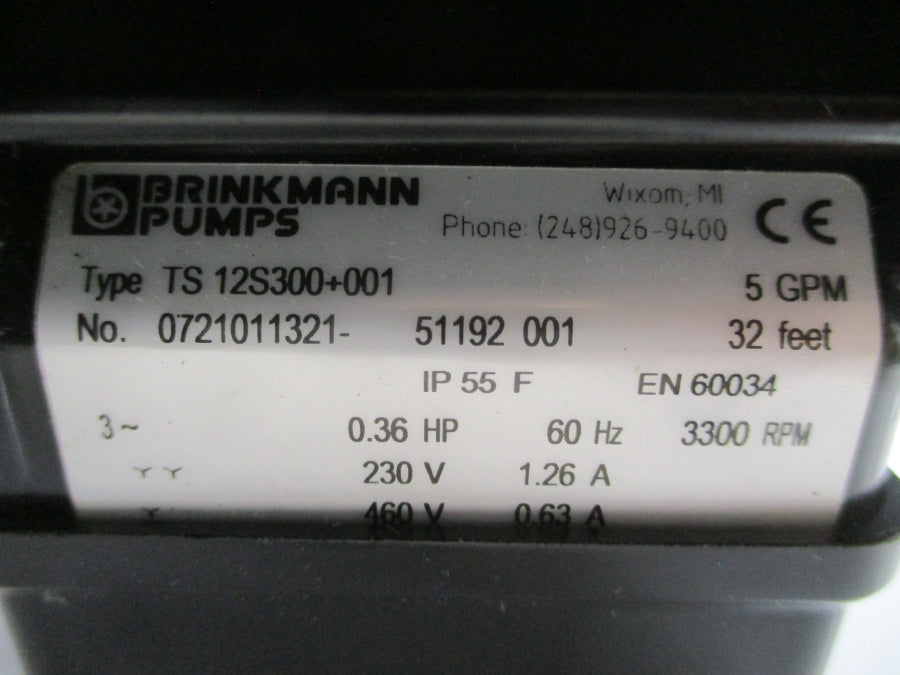 BRINKMANN PUMPS
Wixom, MI
Phone: (248)926-9400
CE
Type TS 12S300+001 5 GPM
No. 0721011321- 51192 001 32 feet
IP 55 F EN 60034
3~ 0.36 HP 60 Hz 3300 RPM
Y Y 230 V 1.26 A
Y 460 V 0.63 A